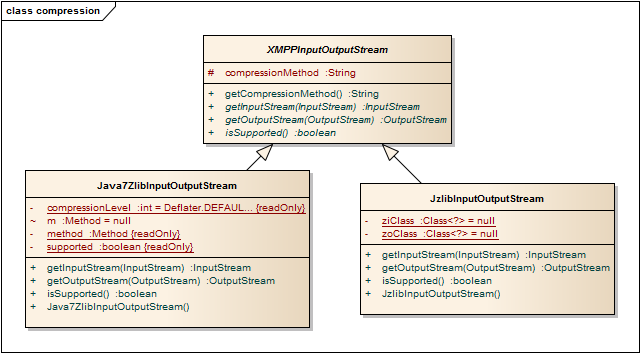 class compression
XMPPInputOutputStream
# compressionMethod :String
+ getCompressionMethod() :String
+ getInputStream(InputStream) :InputStream
+ getOutputStream(OutputStream) :OutputStream
+ isSupported() :boolean
Java7ZlibInputOutputStream
- compressionLevel :int = Deflater.DEFAUL... {readOnly}
~ m :Method = null
- method :Method {readOnly}
- supported :boolean {readOnly}
+ getInputStream(InputStream) :InputStream
+ getOutputStream(OutputStream) :OutputStream
+ isSupported() :boolean
+ Java7ZlibInputOutputStream()
JzlibInputOutputStream
- ziClass :Class<?> = null
- zoClass :Class<?> = null
+ getInputStream(InputStream) :InputStream
+ getOutputStream(OutputStream) :OutputStream
+ isSupported() :boolean
+ JzlibInputOutputStream()